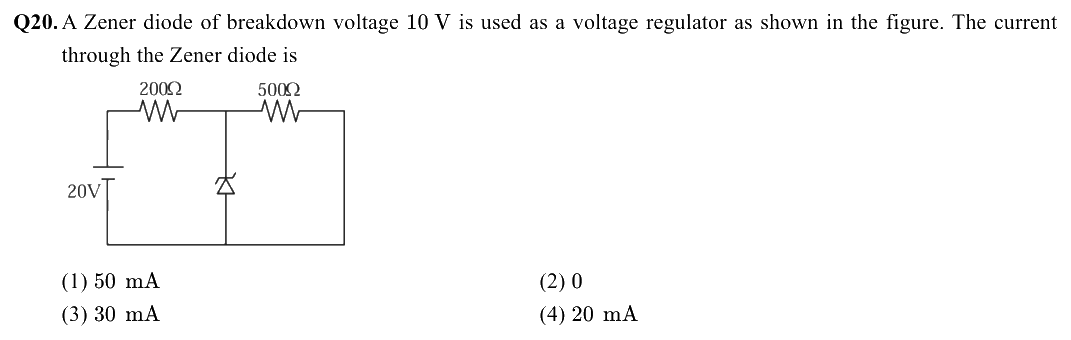 Q20. A Zener diode of breakdown voltage 10 V is used as a voltage regulator as shown in the figure. The current
through the Zener diode is
200Ω 500Ω
20V
(1) 50 mA (2) 0
(3) 30 mA (4) 20 mA